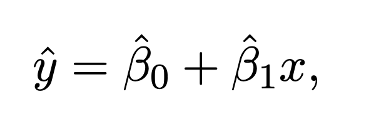 ŷ = β̂₀ + β̂₁x,